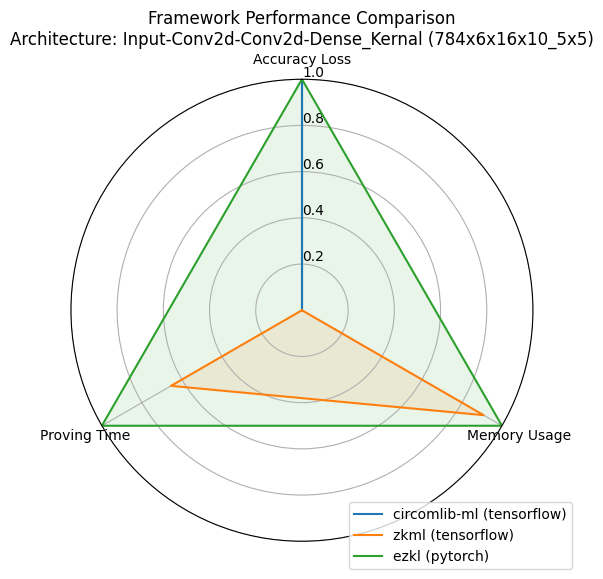 Framework Performance Comparison
Architecture: Input-Conv2d-Conv2d-Dense_Kernal (784x6x16x10_5x5)
Accuracy Loss
1.0
0.8
0.6
0.4
0.2
Proving Time
Memory Usage
circomlib-ml (tensorflow)
zkml (tensorflow)
ezkl (pytorch)